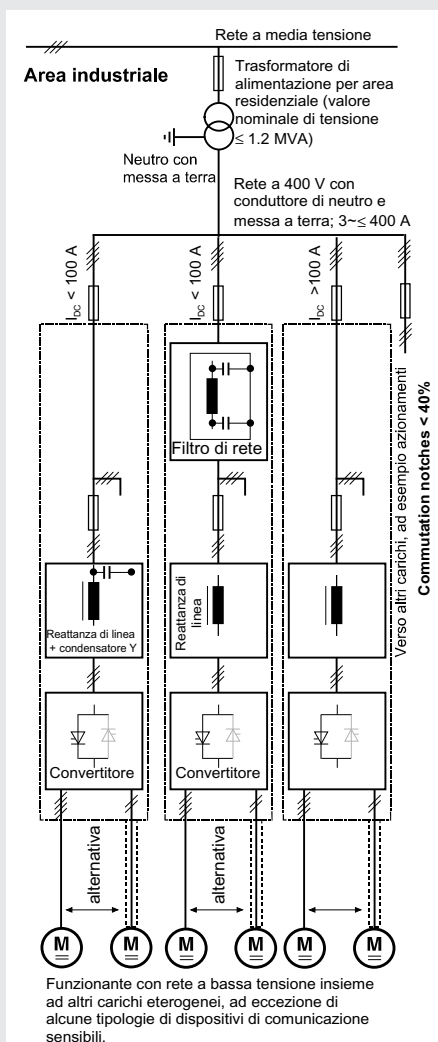 Rete a media tensione
Area industriale
Trasformatore di
alimentazione per area
residenziale (valore
nominale di tensione
≤ 1.2 MVA)
Neutro con
messa a terra
Rete a 400 V con
conduttore di neutro e
messa a terra; 3~≤ 400 A
I_DC < 100 A
I_DC < 100 A
I_DC >100 A
Filtro di rete
Verso altri carichi, ad esempio azionamenti
Commutation notches < 40%
Reattanza di linea
+ condensatore Y
Reattanza di
linea
Convertitore
Convertitore
alternativa
alternativa
M
M
M
M
M
M
Funzionante con rete a bassa tensione insieme
ad altri carichi eterogenei, ad eccezione di
alcune tipologie di dispositivi di comunicazione
sensibili.